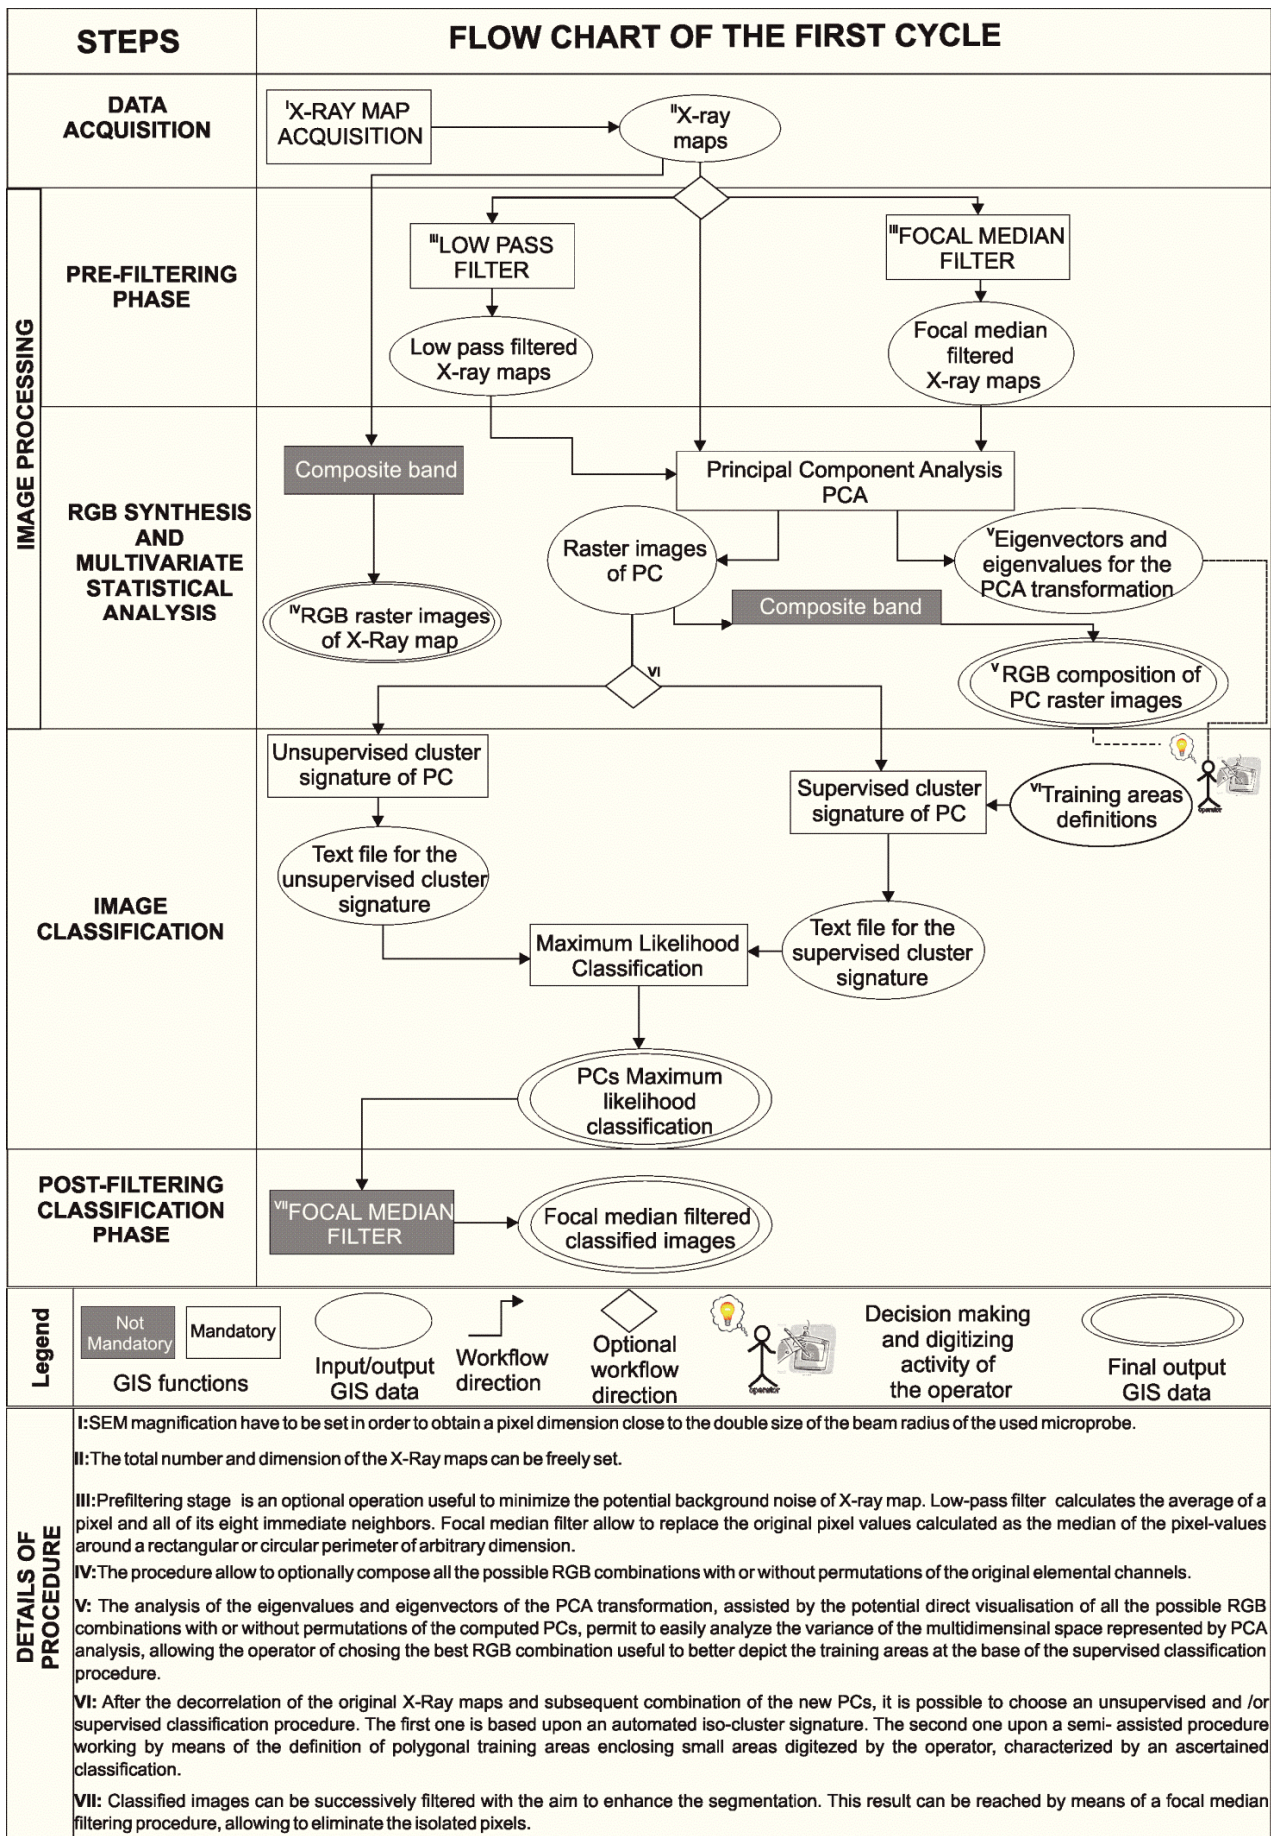 STEPS
FLOW CHART OF THE FIRST CYCLE
DATA
ACQUISITION
IX-RAY MAP
ACQUISITION
IIX-ray
maps
IMAGE PROCESSING
PRE-FILTERING
PHASE
IIILOW PASS
FILTER
IIIFOCAL MEDIAN
FILTER
Low pass filtered
X-ray maps
Focal median
filtered
X-ray maps
RGB SYNTHESIS
AND
MULTIVARIATE
STATISTICAL
ANALYSIS
Composite band
Principal Component Analysis
PCA
Raster images
of PC
VEigenvectors and
eigenvalues for the
PCA transformation
Composite band
IVRGB raster images
of X-Ray map
VRGB composition of
PC raster images
VI
IMAGE
CLASSIFICATION
Unsupervised cluster
signature of PC
Supervised cluster
signature of PC
VITraining areas
definitions
operator
Text file for the
unsupervised cluster
signature
Text file for the
supervised cluster
signature
Maximum Likelihood
Classification
PCs Maximum
likelihood
classification
POST-FILTERING
CLASSIFICATION
PHASE
VIIFOCAL MEDIAN
FILTER
Focal median filtered
classified images
Legend
Not
Mandatory
Mandatory
GIS functions
Input/output
GIS data
Workflow
direction
Optional
workflow
direction
operator
Decision making
and digitizing
activity of
the operator
Final output
GIS data
DETAILS OF
PROCEDURE
I:SEM magnification have to be set in order to obtain a pixel dimension close to the double size of the beam radius of the used microprobe.
II:The total number and dimension of the X-Ray maps can be freely set.
III:Prefiltering stage is an optional operation useful to minimize the potential background noise of X-ray map. Low-pass filter calculates the average of a
pixel and all of its eight immediate neighbors. Focal median filter allow to replace the original pixel values calculated as the median of the pixel-values
around a rectangular or circular perimeter of arbitrary dimension.
IV:The procedure allow to optionally compose all the possible RGB combinations with or without permutations of the original elemental channels.
V: The analysis of the eigenvalues and eigenvectors of the PCA transformation, assisted by the potential direct visualisation of all the possible RGB
combinations with or without permutations of the computed PCs, permit to easily analyze the variance of the multidimensinal space represented by PCA
analysis, allowing the operator of chosing the best RGB combination useful to better depict the training areas at the base of the supervised classification
procedure.
VI: After the decorrelation of the original X-Ray maps and subsequent combination of the new PCs, it is possible to choose an unsupervised and /or
supervised classification procedure. The first one is based upon an automated iso-cluster signature. The second one upon a semi- assisted procedure
working by means of the definition of polygonal training areas enclosing small areas digitezed by the operator, characterized by an ascertained
classification.
VII: Classified images can be successively filtered with the aim to enhance the segmentation. This result can be reached by means of a focal median
filtering procedure, allowing to eliminate the isolated pixels.